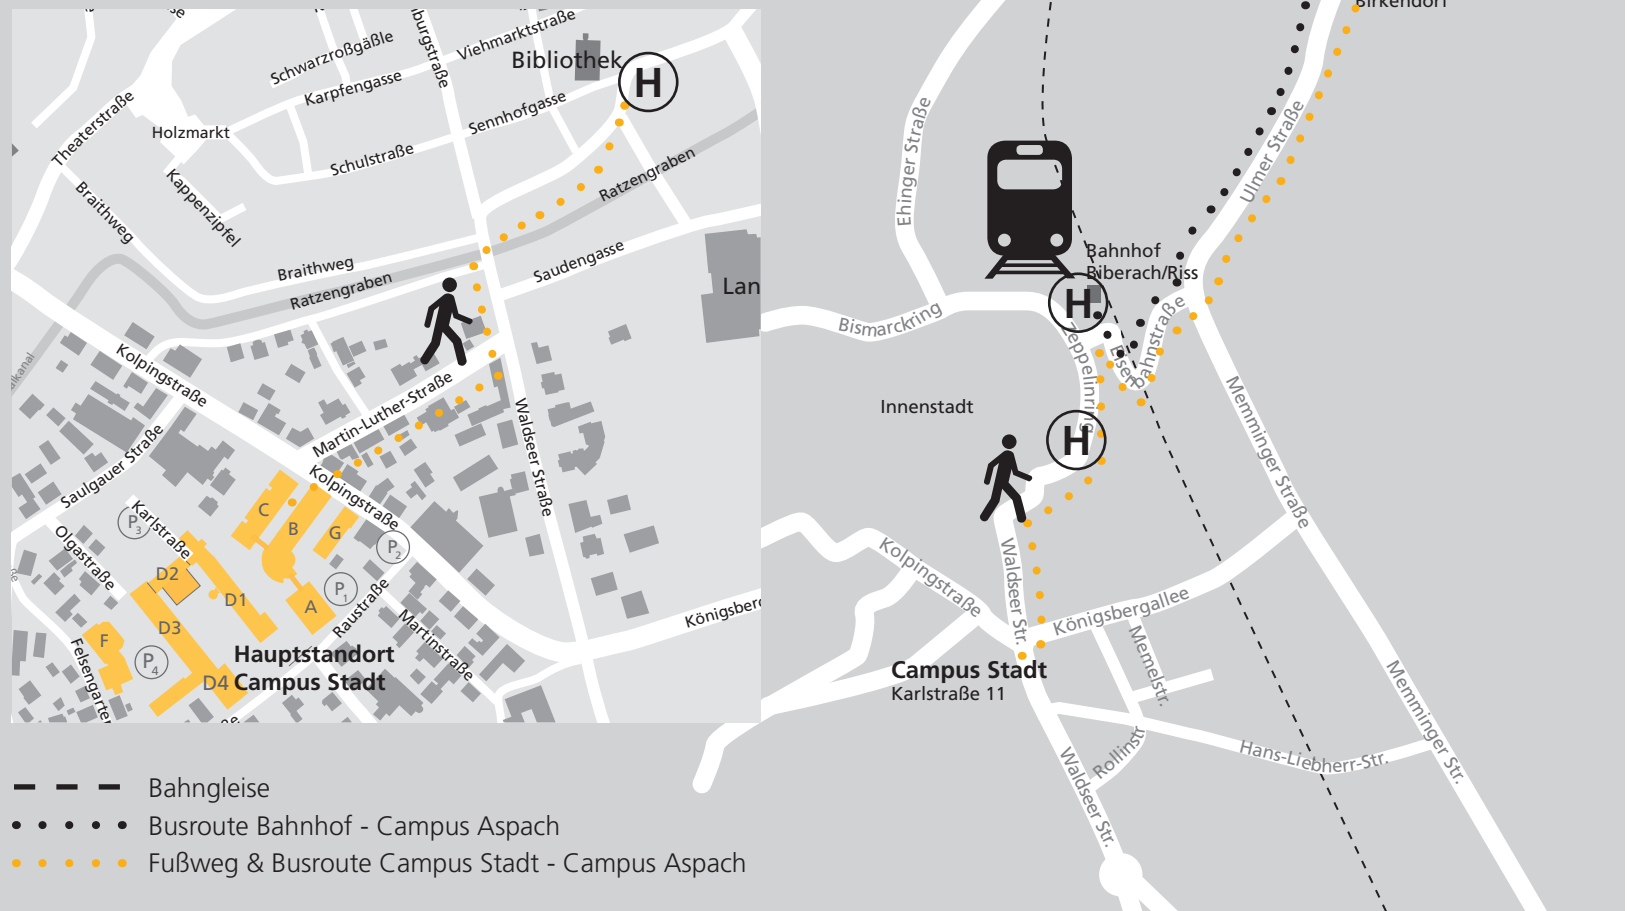 Schwarzroßgäßle
Viehmarktstraße
Bibliothek
H
Karpfengasse
Sennhofgasse
Theaterstraße
Holzmarkt
Schulstraße
Kappenzipfel
Ratzengraben
Braithweg
Braithweg
Ratzengraben
Saudengasse
Lan
Kolpingstraße
Martin-Luther-Straße
Waldseer Straße
Saulgauer Straße
Kolpingstraße
Karlstraße
Olgastraße
P3
C
B
G
P2
D2
D1
A
P1
D3
F
P4
D4
Raustraße
Martinstraße
Felsengarten
Königsberg
Hauptstandort
Campus Stadt
Ehinger Straße
Ulmer Straße
Birkendorf
Bahnhof
Biberach/Riss
H
Bismarckring
Zeppelinring
Eisen
bahnstraße
Innenstadt
H
Memminger Straße
Kolpingstraße
Waldseer Str.
Königsbergallee
Memelstr.
Campus Stadt
Karlstraße 11
Rollinstr
Hans-Liebherr-Str.
Memminger Str.
Waldseer Str.
Bahngleise
Busroute Bahnhof - Campus Aspach
Fußweg & Busroute Campus Stadt - Campus Aspach